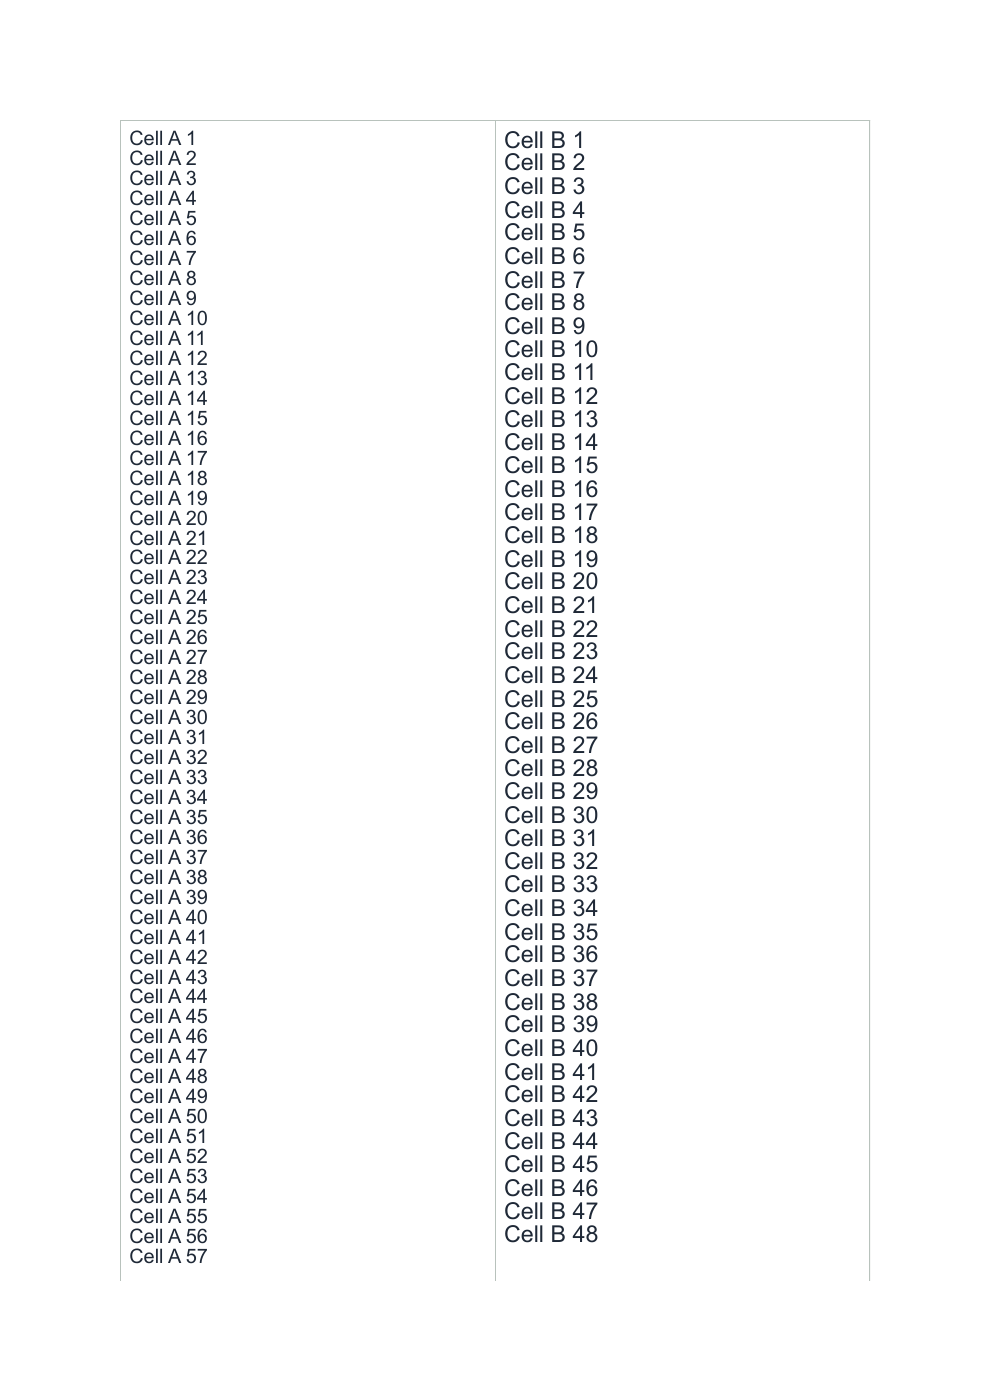 Cell A 1
Cell A 2
Cell A 3
Cell A 4
Cell A 5
Cell A 6
Cell A 7
Cell A 8
Cell A 9
Cell A 10
Cell A 11
Cell A 12
Cell A 13
Cell A 14
Cell A 15
Cell A 16
Cell A 17
Cell A 18
Cell A 19
Cell A 20
Cell A 21
Cell A 22
Cell A 23
Cell A 24
Cell A 25
Cell A 26
Cell A 27
Cell A 28
Cell A 29
Cell A 30
Cell A 31
Cell A 32
Cell A 33
Cell A 34
Cell A 35
Cell A 36
Cell A 37
Cell A 38
Cell A 39
Cell A 40
Cell A 41
Cell A 42
Cell A 43
Cell A 44
Cell A 45
Cell A 46
Cell A 47
Cell A 48
Cell A 49
Cell A 50
Cell A 51
Cell A 52
Cell A 53
Cell A 54
Cell A 55
Cell A 56
Cell A 57
Cell B 1
Cell B 2
Cell B 3
Cell B 4
Cell B 5
Cell B 6
Cell B 7
Cell B 8
Cell B 9
Cell B 10
Cell B 11
Cell B 12
Cell B 13
Cell B 14
Cell B 15
Cell B 16
Cell B 17
Cell B 18
Cell B 19
Cell B 20
Cell B 21
Cell B 22
Cell B 23
Cell B 24
Cell B 25
Cell B 26
Cell B 27
Cell B 28
Cell B 29
Cell B 30
Cell B 31
Cell B 32
Cell B 33
Cell B 34
Cell B 35
Cell B 36
Cell B 37
Cell B 38
Cell B 39
Cell B 40
Cell B 41
Cell B 42
Cell B 43
Cell B 44
Cell B 45
Cell B 46
Cell B 47
Cell B 48